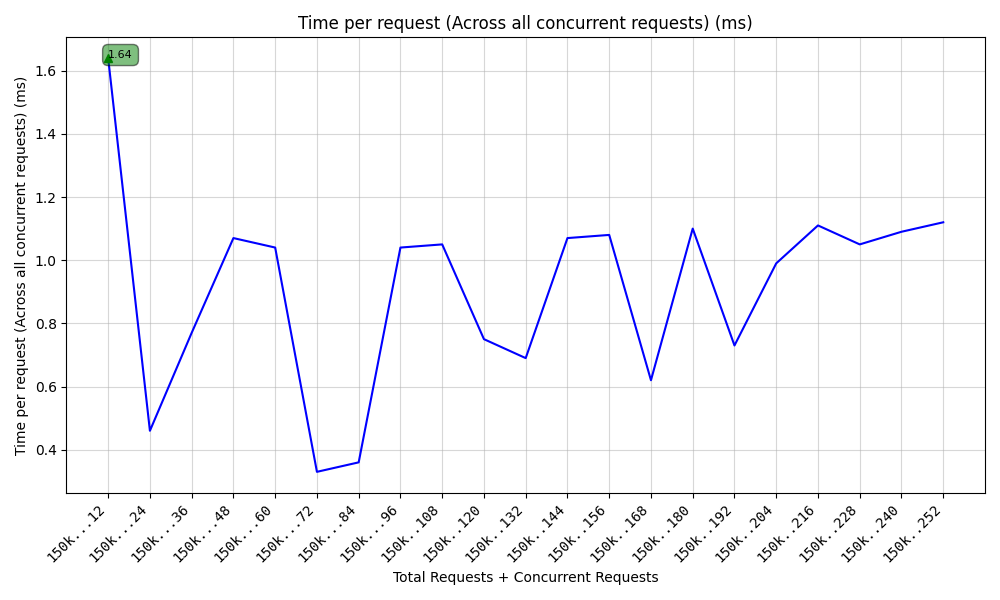 Time per request (Across all concurrent requests) (ms)
1.64
Time per request (Across all concurrent requests) (ms)
1.6
1.4
1.2
1.0
0.8
0.6
0.4
150k...12
150k...24
150k...36
150k...48
150k...60
150k...72
150k...84
150k...96
150k..108
150k..120
150k..132
150k..144
150k..156
150k..168
150k..180
150k..192
150k..204
150k..216
150k..228
150k..240
150k..252
Total Requests + Concurrent Requests